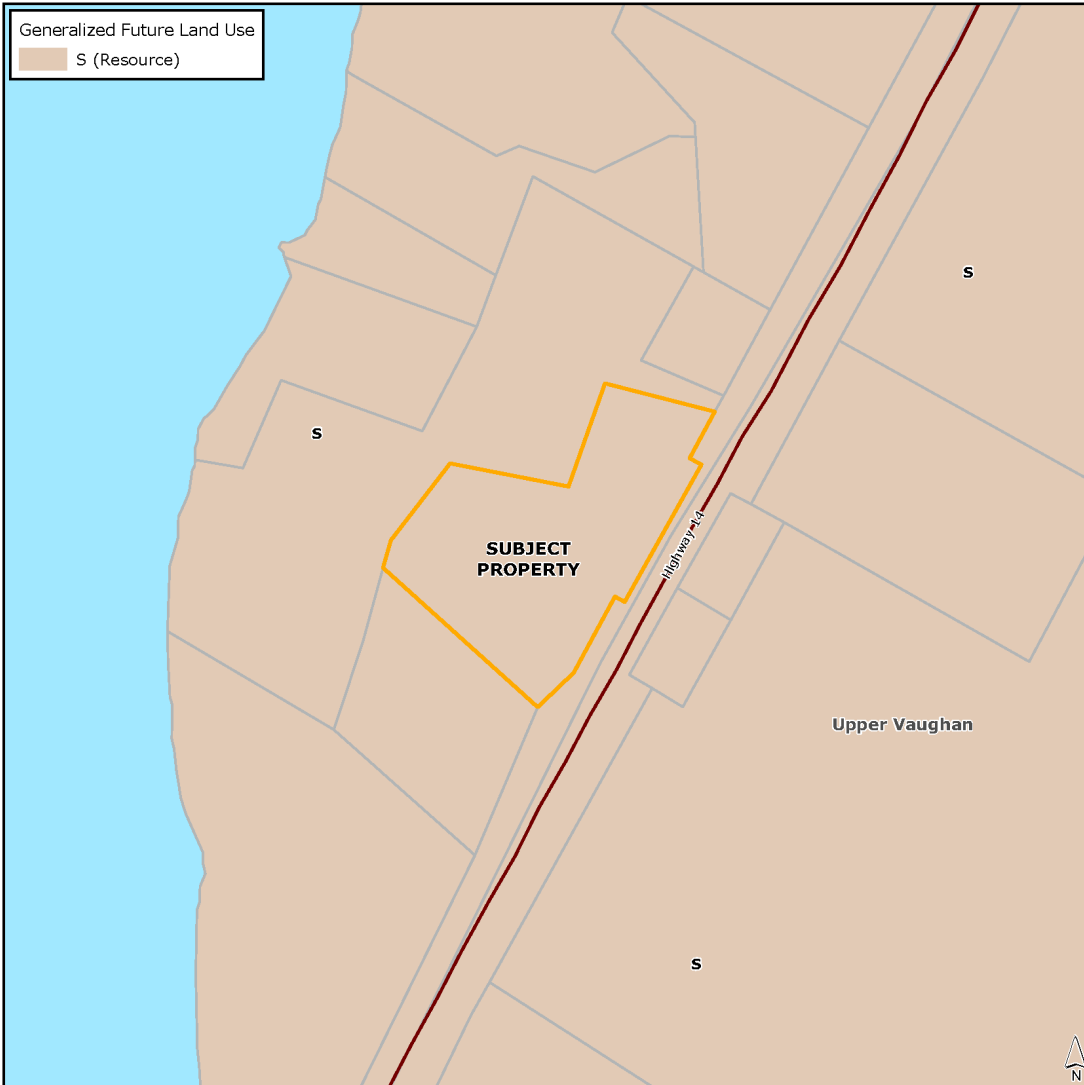 Generalized Future Land Use
S (Resource)
S
S
SUBJECT
PROPERTY
Highway 14
Upper Vaughan
S
N